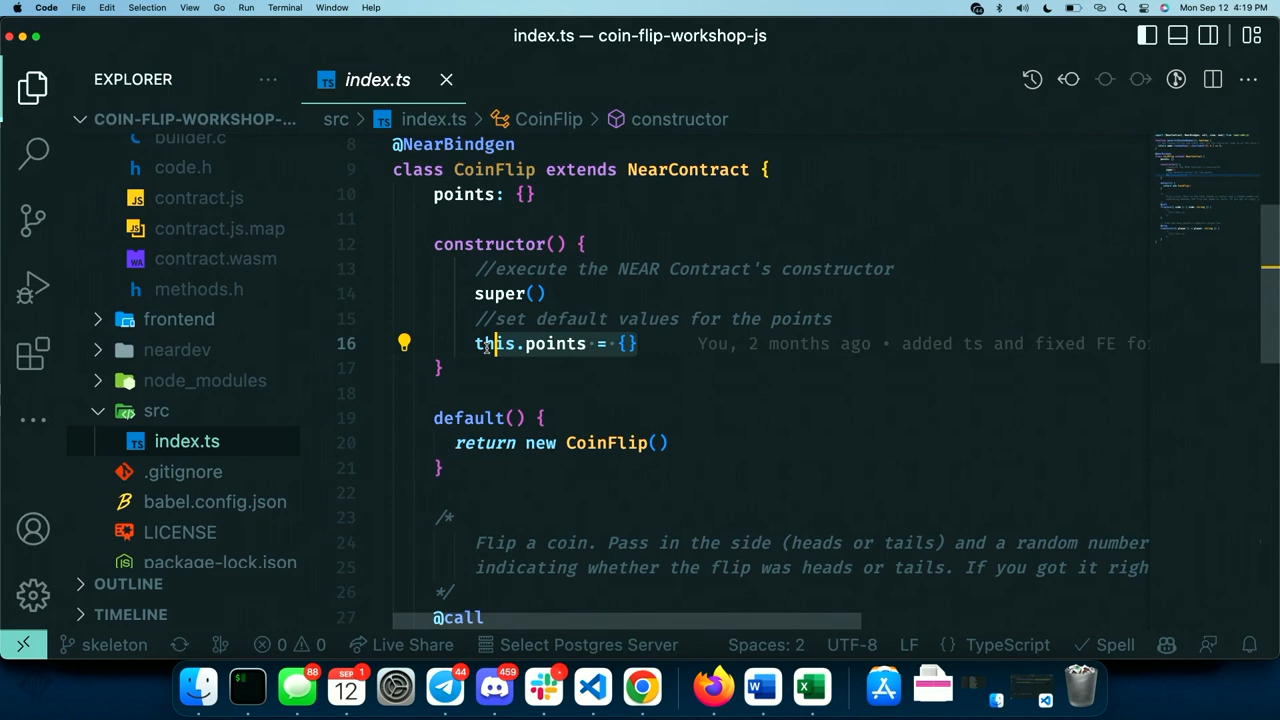 Code File Edit Selection View Go Run Terminal Window Help Mon Sep 12 4:19 PM
index.ts — coin-flip-workshop-js
EXPLORER
index.ts
COIN-FLIP-WORKSHOP-...
src index.ts CoinFlip constructor
builder.c
code.h
contract.js
contract.js.map
contract.wasm
methods.h
frontend
neardev
node_modules
src
index.ts
.gitignore
babel.config.json
LICENSE
package-lock.json
OUTLINE
TIMELINE
8 @NearBindgen
9 class CoinFlip extends NearContract {
10 points: {}
11
12 constructor() {
13 //execute the NEAR Contract's constructor
14 super()
15 //set default values for the points
16 this.points = {} You, 2 months ago • added ts and fixed FE fo
17 }
18
19 default() {
20 return new CoinFlip()
21 }
22
23 /*
24 Flip a coin. Pass in the side (heads or tails) and a random number
25 indicating whether the flip was heads or tails. If you got it righ
26 */
27 @call
skeleton 0 0 Live Share Select Postgres Server Spaces: 2 UTF-8 LF {} TypeScript Spell
88 SEP 12 1 44 459